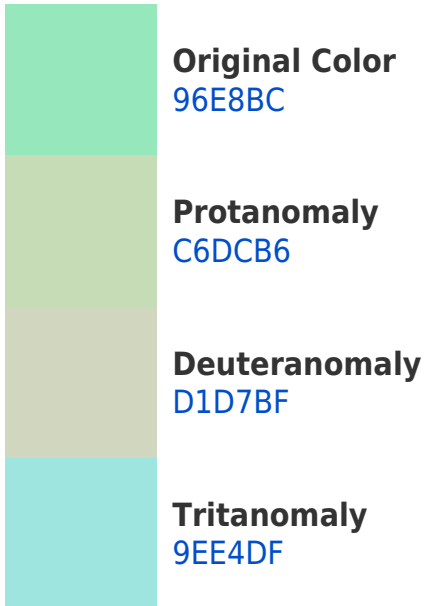 Original Color
96E8BC
Protanomaly
C6DCB6
Deuteranomaly
D1D7BF
Tritanomaly
9EE4DF